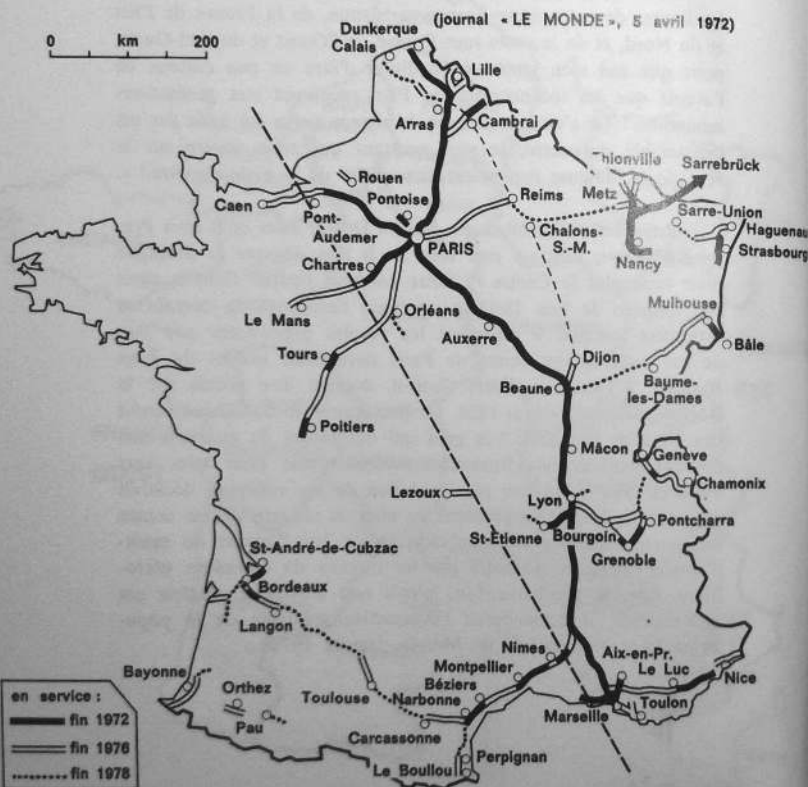 (journal « LE MONDE », 5 avril 1972)
0 km 200
Dunkerque
Calais
Lille
Arras
Cambrai
Rouen
Caen
Pont-
Audemer
Pontoise
Reims
PARIS
Chalons-
S.-M.
hionville
Metz
Sarrebrück
Sarre-Union
Haguenau
Strasbourg
Nancy
Chartres
Le Mans
Orléans
Tours
Auxerre
Mulhouse
Bâle
Dijon
Beaune
Baume-
les-Dames
Poitiers
Mâcon
Genève
Chamonix
Lezoux
Lyon
St-Étienne
Bourgoin
Pontcharra
Grenoble
St-André-de-Cubzac
Bordeaux
Langon
Bayonne
Orthez
Pau
Toulouse
Nimes
Montpellier
Béziers
Narbonne
Carcassonne
Aix-en-Pr.
Le Luc
Nice
Toulon
Marseille
Perpignan
Le Boullou
en service :
fin 1972
fin 1976
fin 1978